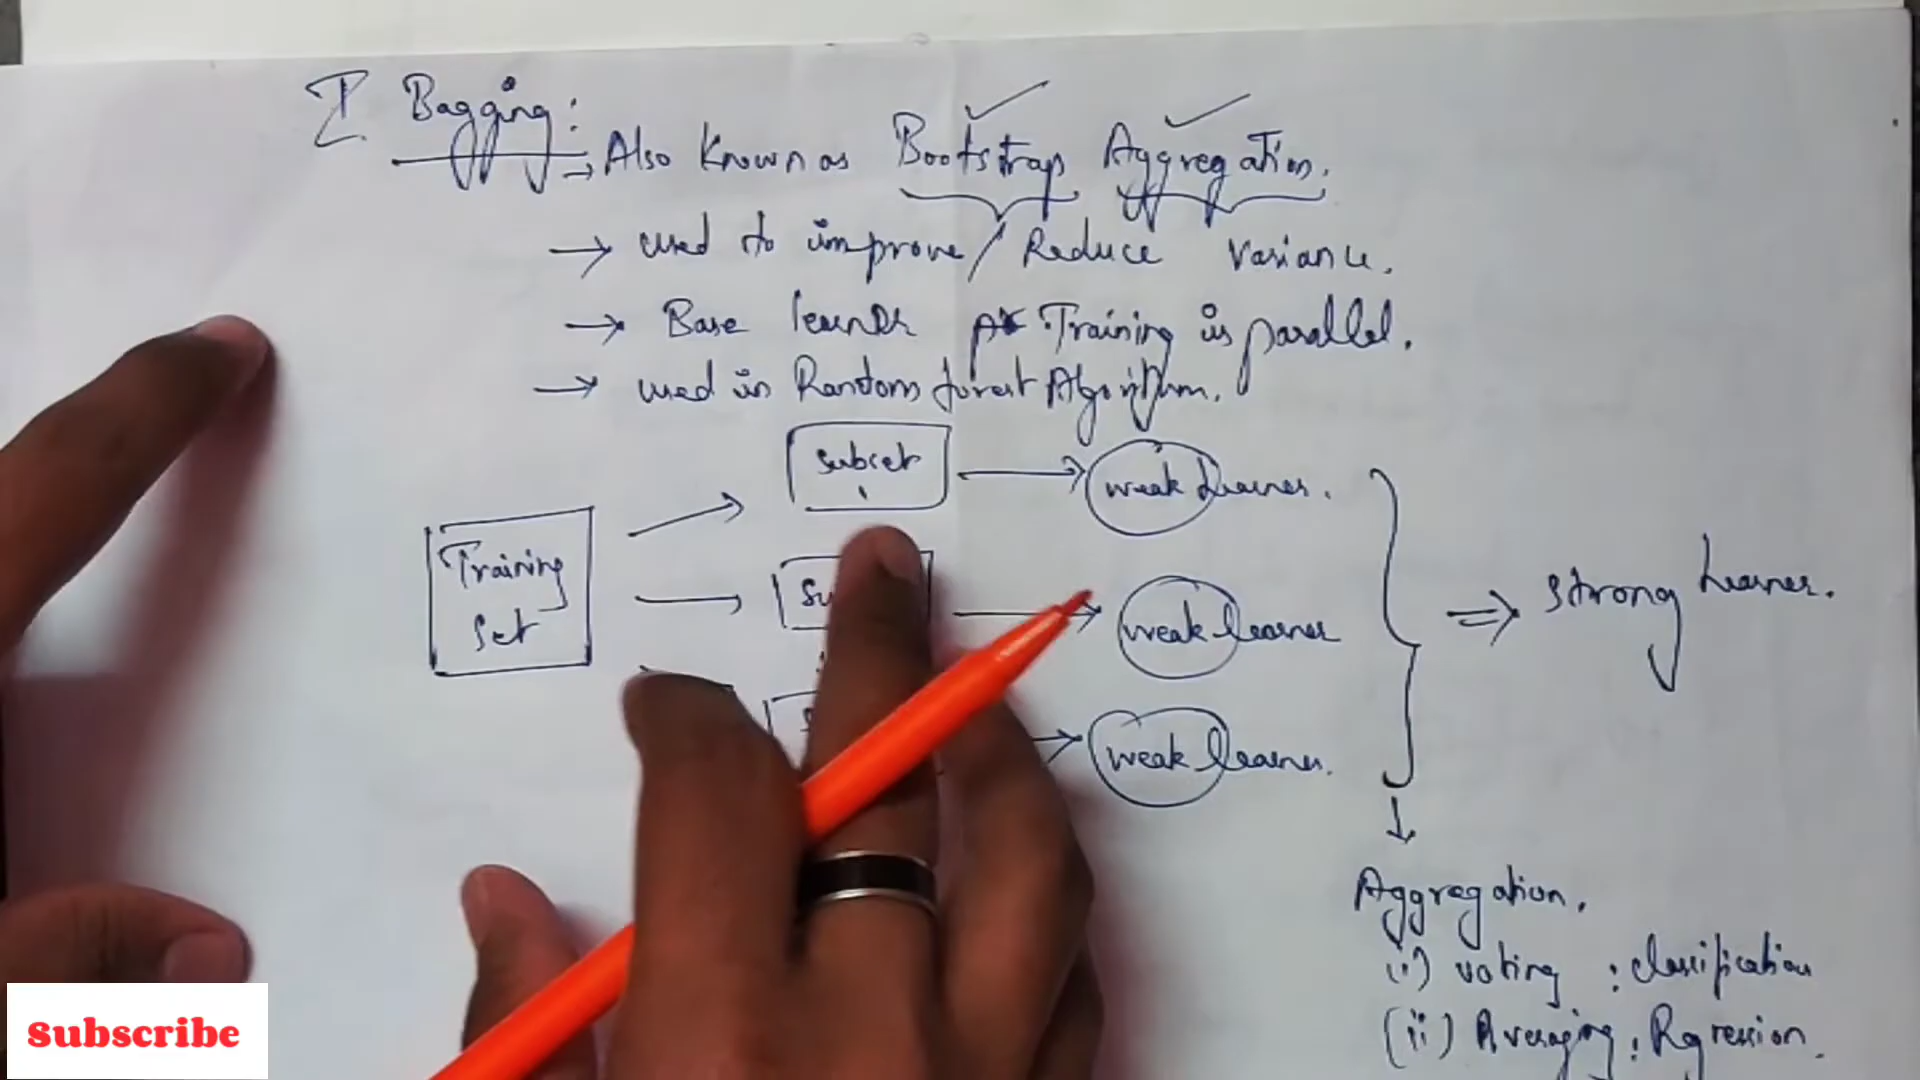 I Bagging:
→ Also Known as Bootstrap Aggregation.
→ used to improve/Reduce variance.
→ Base learner Training is parallel.
→ used in Random forest Algorithm.
Subset 1 → weak Learner.
Training Set
→ weak learner
→ weak learner.
⇒ Strong Learner.
Aggregation.
(i) Voting : Classification
(ii) Averaging : Regression.
Subscribe